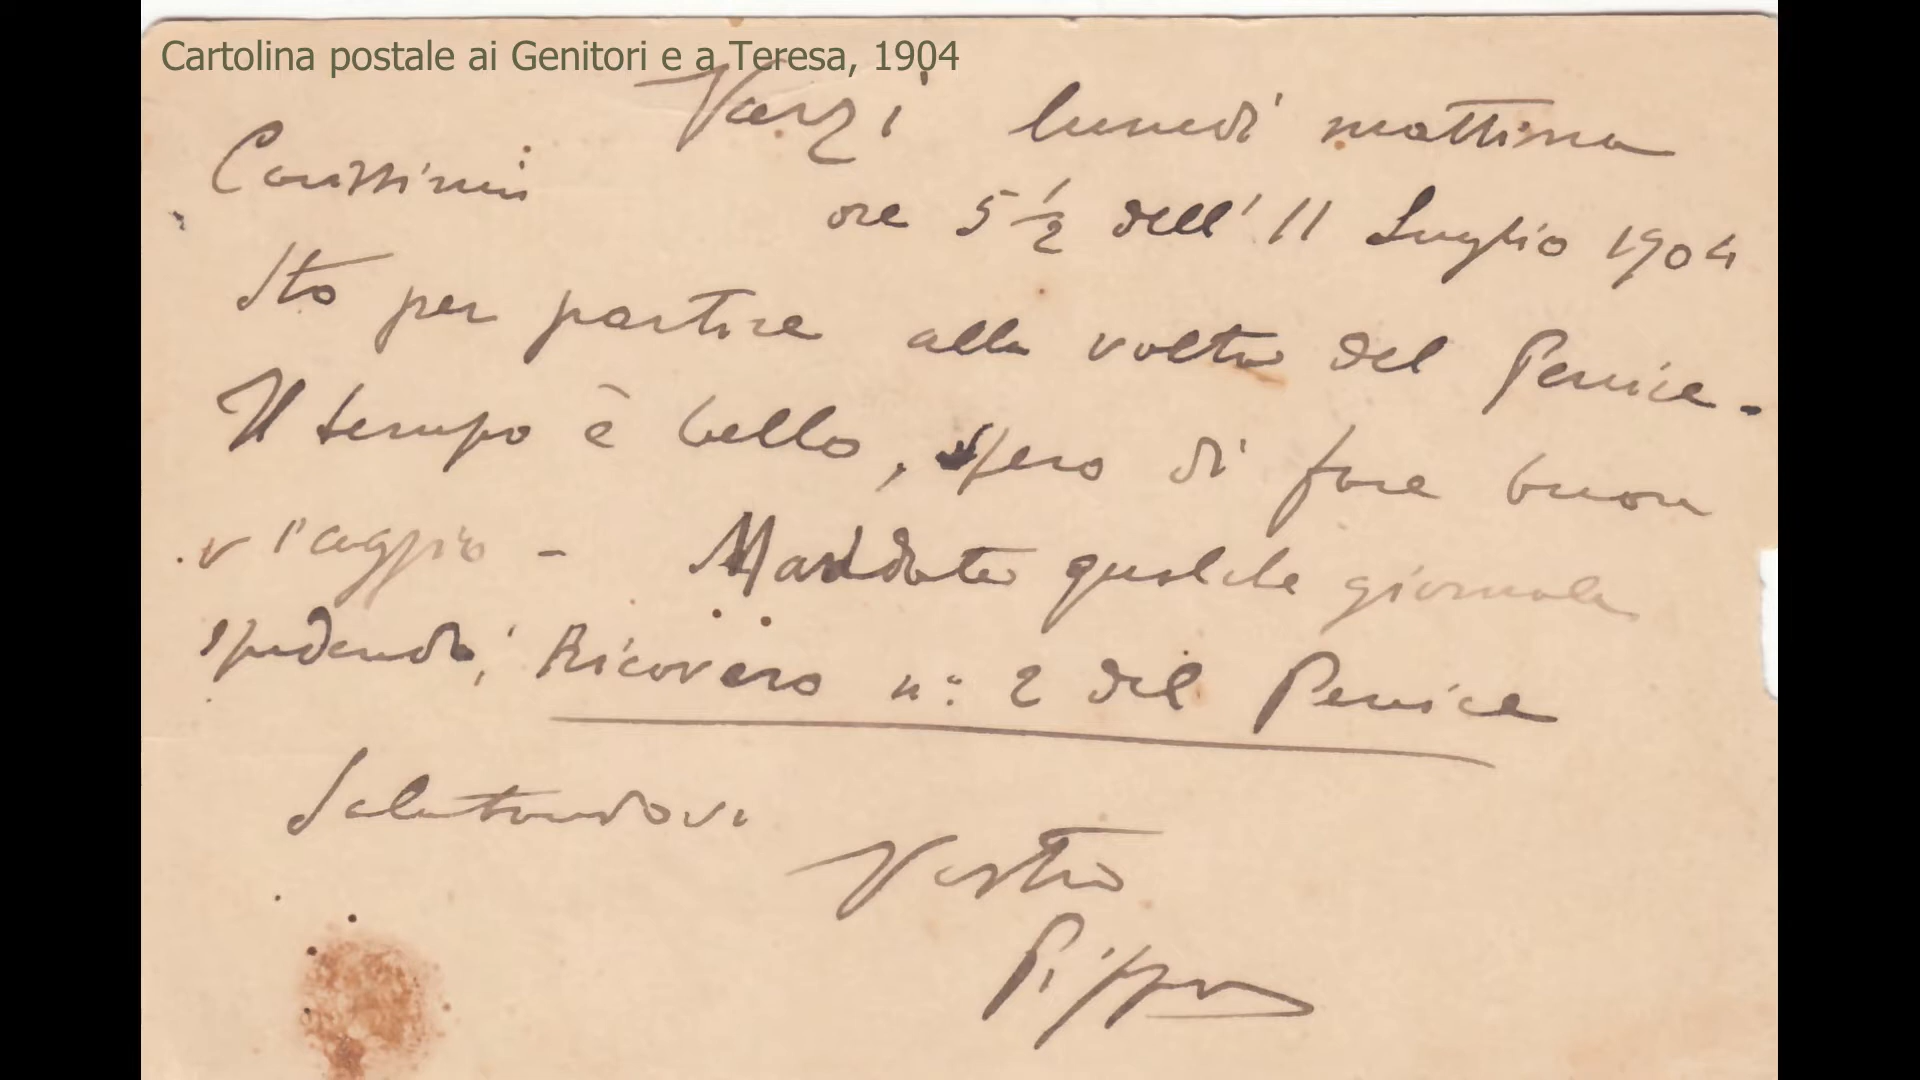 Cartolina postale ai Genitori e a Teresa, 1904
Varzi lunedì mattina
Carissimi
ore 5 1/2 dell' 11 Luglio 1904
Sto per partire alla volta del Penice -
Il tempo è bello, spero di fare buon
viaggio - Mandate qualche giornale
spedendo, Ricovero n: 2 del Penice
Salutandovi
Vostro
Pippo